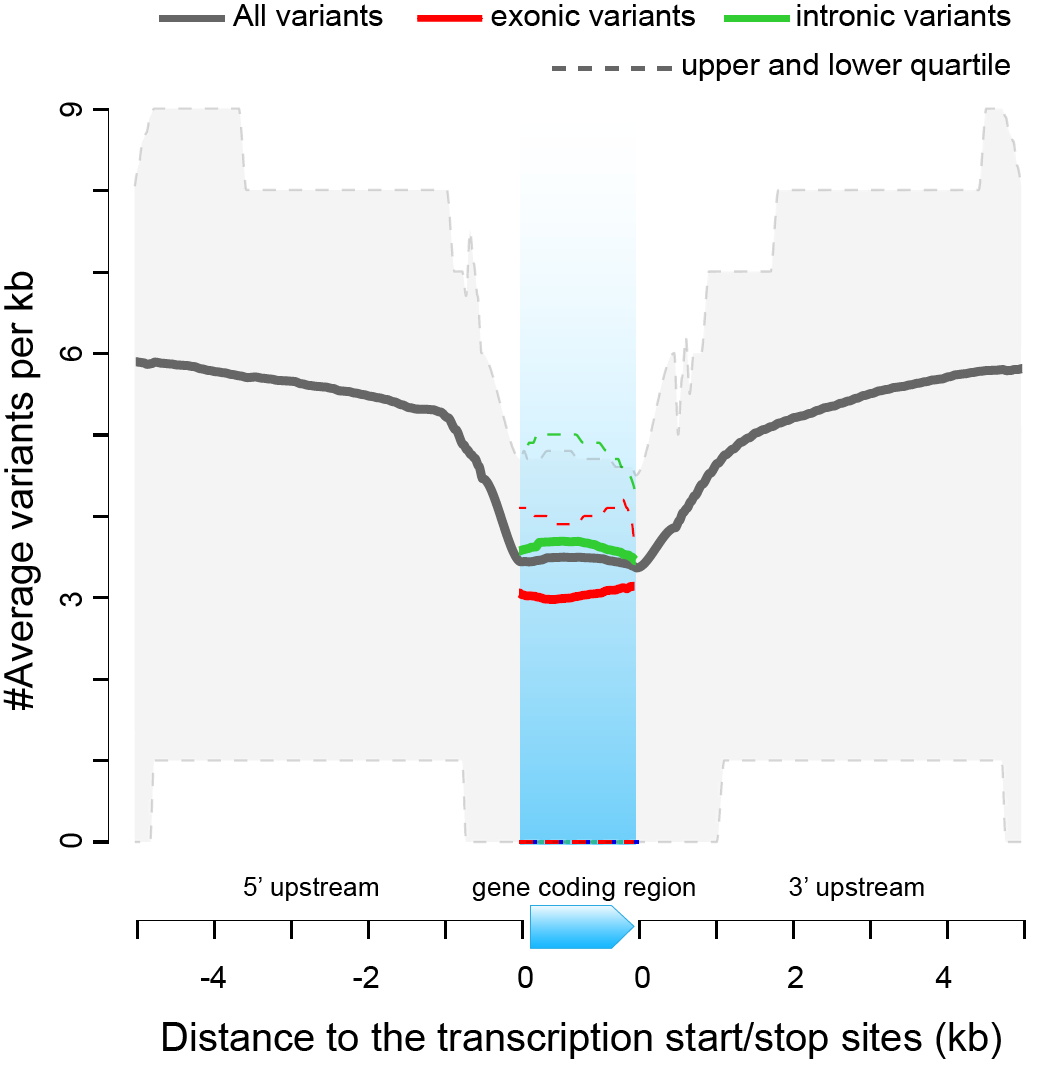 All variants exonic variants intronic variants
upper and lower quartile
9
6
3
0
#Average variants per kb
5’ upstream gene coding region 3’ upstream
-4 -2 0 0 2 4
Distance to the transcription start/stop sites (kb)